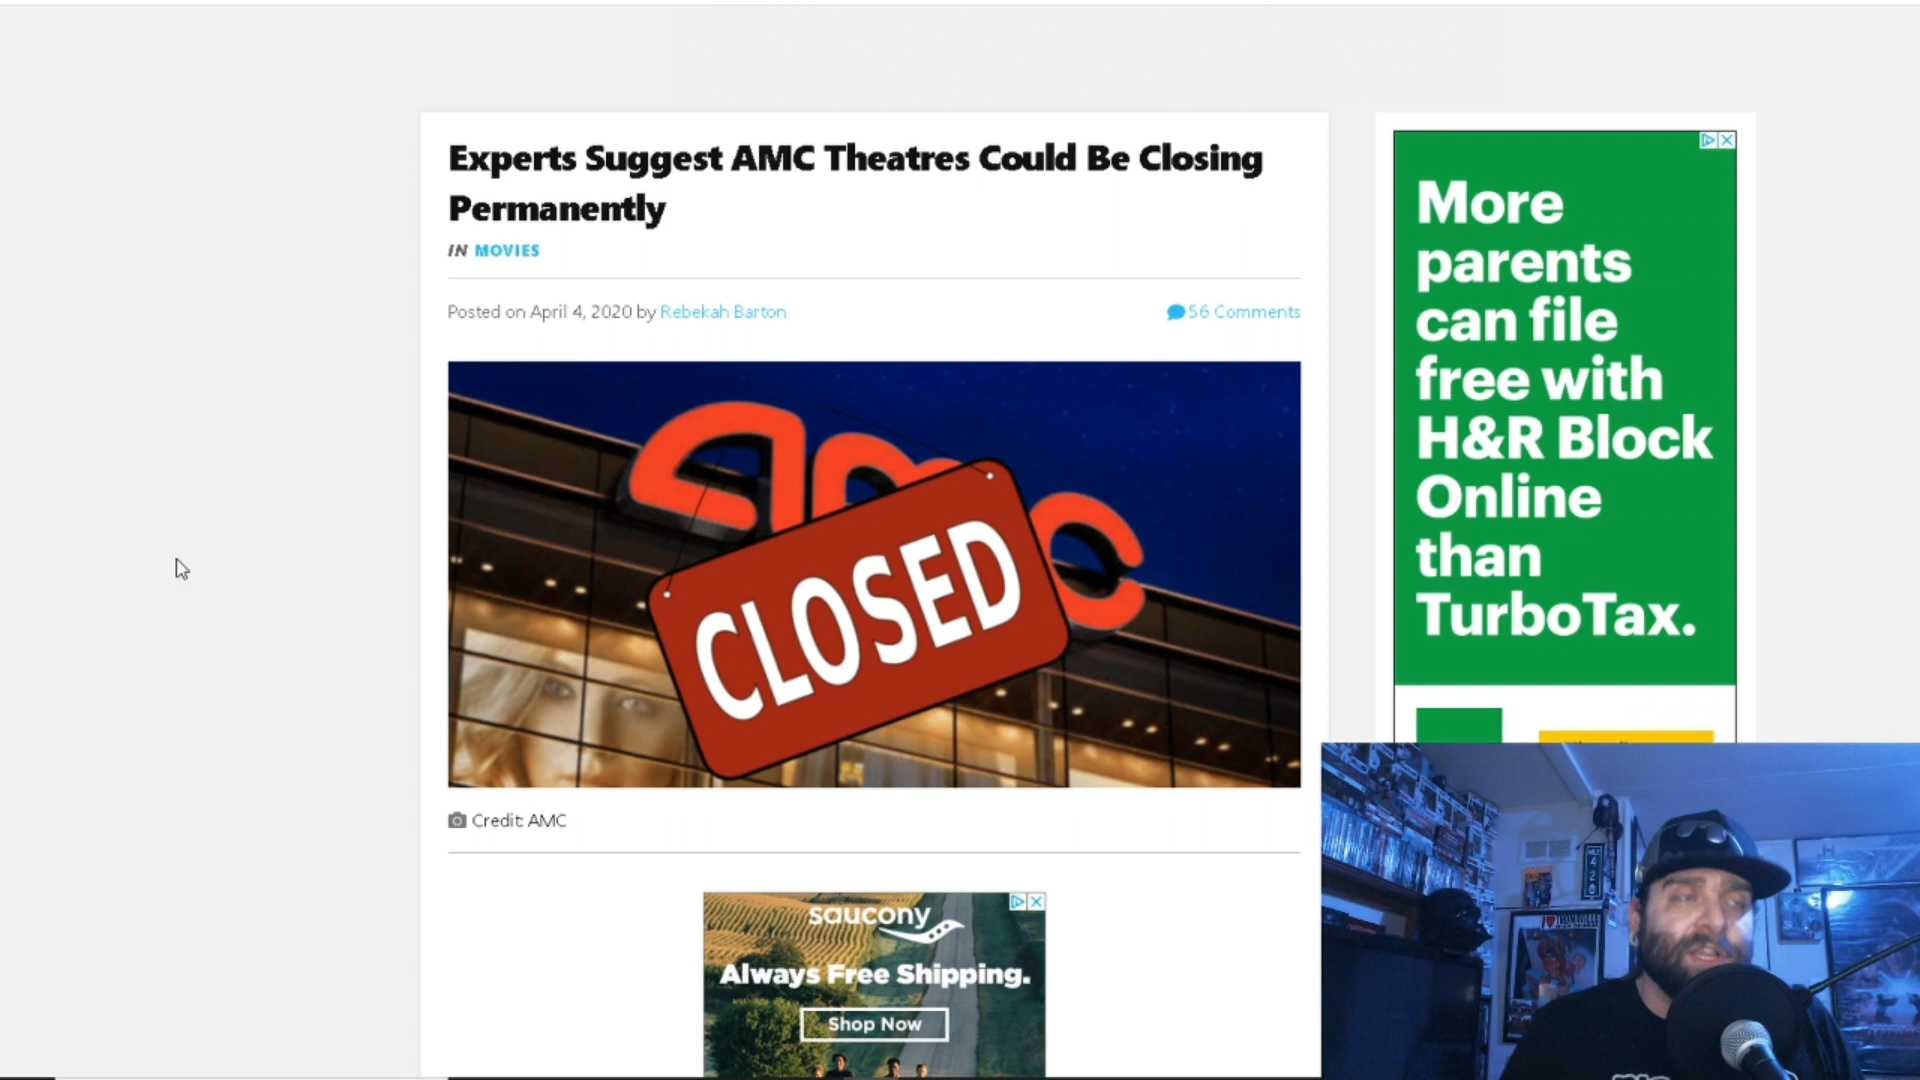 Experts Suggest AMC Theatres Could Be Closing
Permanently
IN MOVIES
Posted on April 4, 2020 by Rebekah Barton
56 Comments
amc
CLOSED
Credit: AMC
saucony
Always Free Shipping.
Shop Now
More
parents
can file
free with
H&R Block
Online
than
TurboTax.
I ♥ TROMAVILLE
420